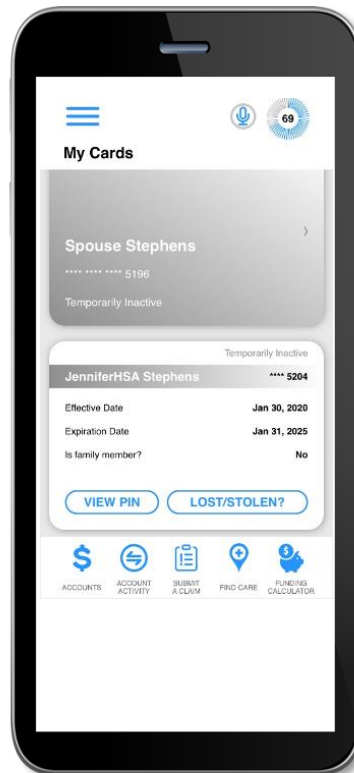 69
My Cards
Spouse Stephens
**** **** **** 5196
Temporarily Inactive
Temporarily Inactive
JenniferHSA Stephens **** 5204
Effective Date Jan 30, 2020
Expiration Date Jan 31, 2025
Is family member? No
VIEW PIN LOST/STOLEN?
ACCOUNTS ACCOUNT ACTIVITY SUBMIT A CLAIM FIND CARE FUNDING CALCULATOR